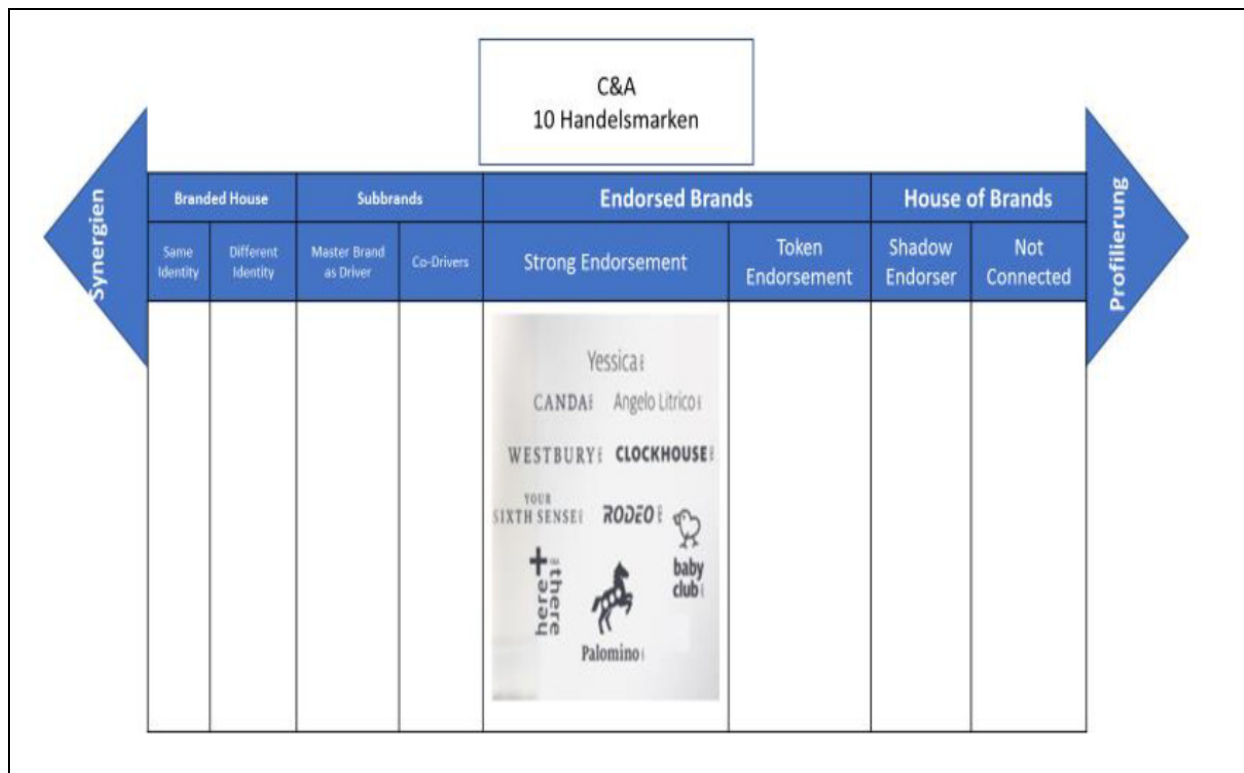 C&A
10 Handelsmarken
Synergien
Branded House
Subbrands
Endorsed Brands
House of Brands
Profilierung
Same
Identity
Different
Identity
Master Brand
as Driver
Co-Drivers
Strong Endorsement
Token
Endorsement
Shadow
Endorser
Not
Connected
Yessica
CANDA
Angelo Litrico
WESTBURY
CLOCKHOUSE
YOUR
SIXTH SENSE
RODEO
baby
club
here+there
Palomino